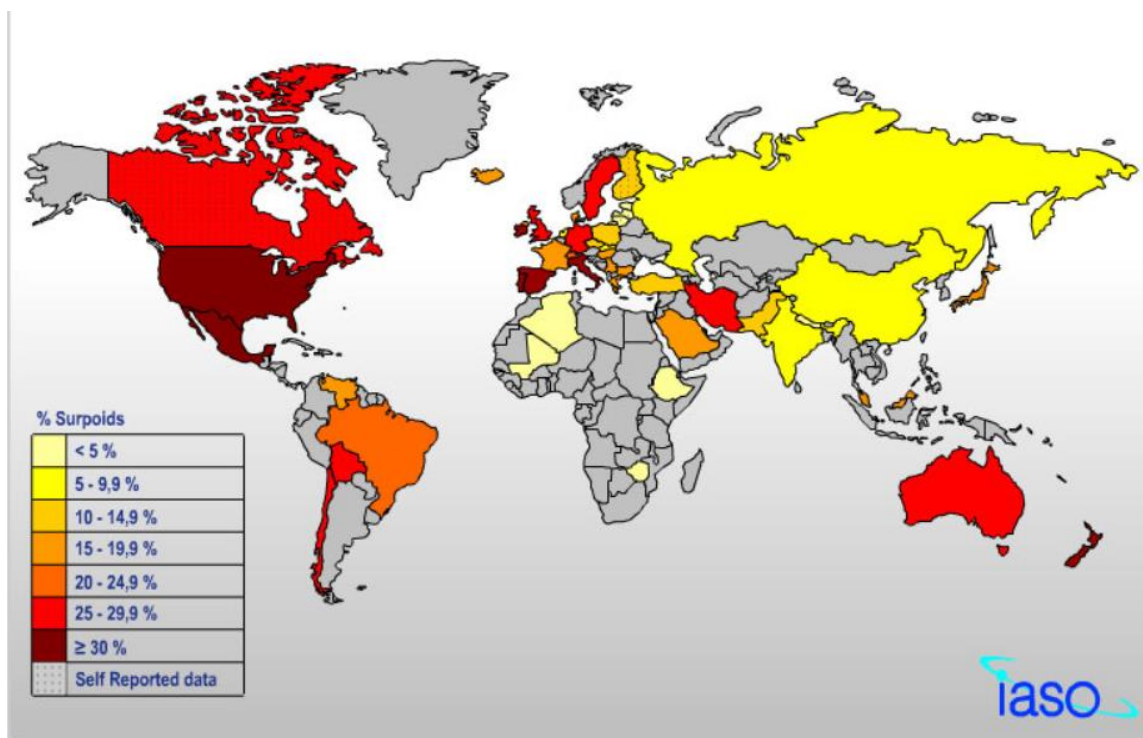 % Surpoids
< 5 %
5 - 9,9 %
10 - 14,9 %
15 - 19,9 %
20 - 24,9 %
25 - 29,9 %
≥ 30 %
Self Reported data
iaso